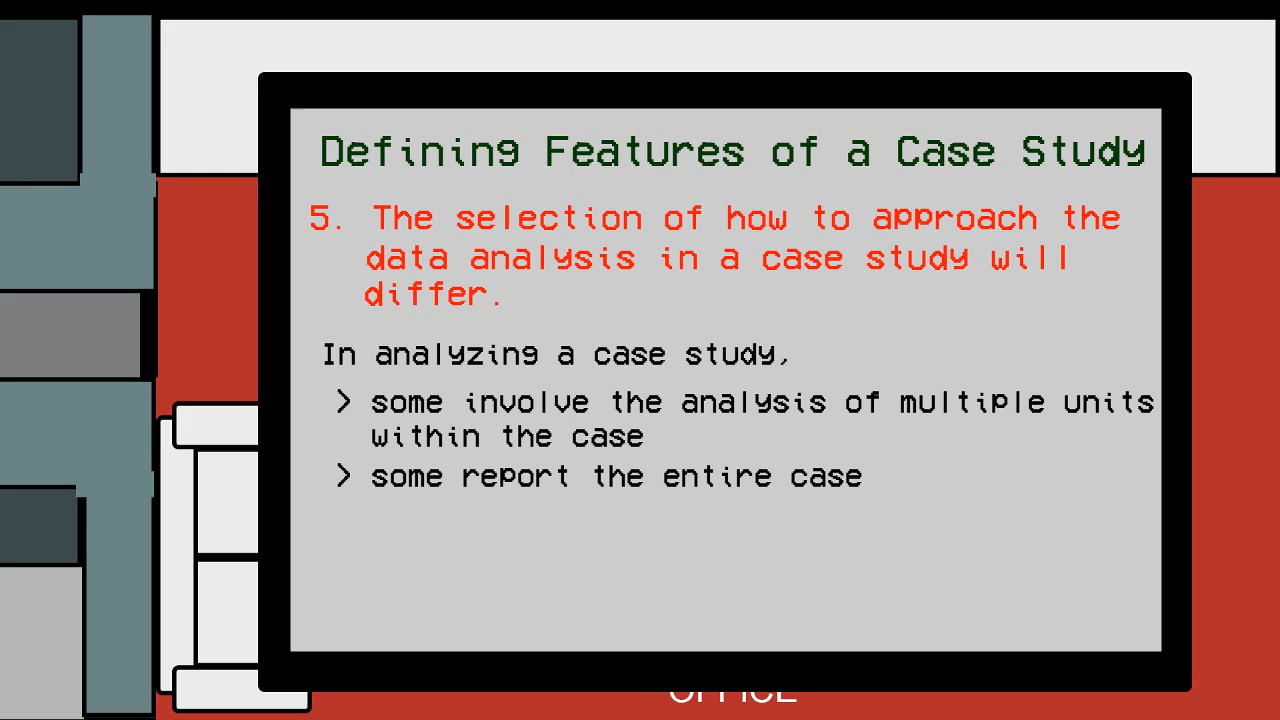 Defining Features of a Case Study
5. The selection of how to approach the
data analysis in a case study will
differ.
In analyzing a case study,
> some involve the analysis of multiple units
within the case
> some report the entire case
OFFICE